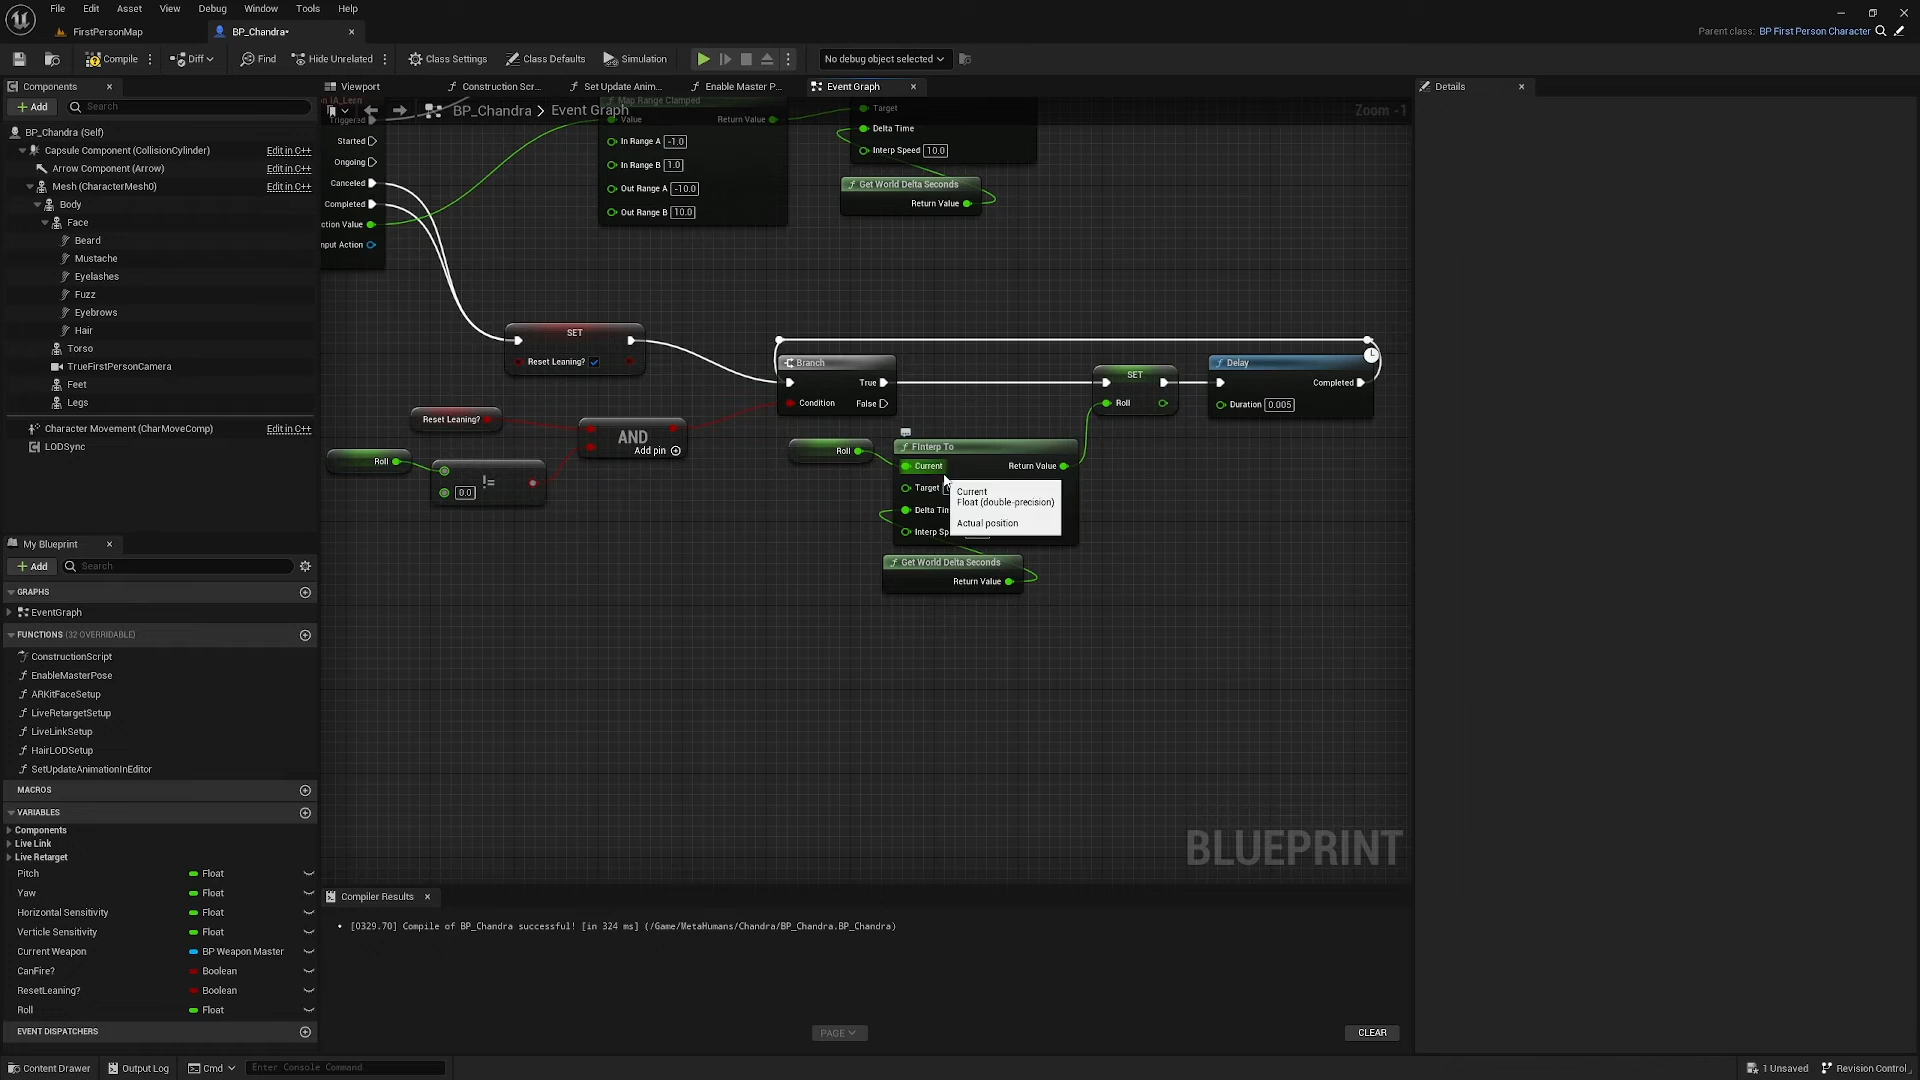 File Edit Asset View Debug Window Tools Help
FirstPersonMap
BP_Chandra•
Parent class: BP First Person Character
Compile
Diff
Find
Hide Unrelated
Class Settings
Class Defaults
Simulation
No debug object selected
Components
Add
Search
BP_Chandra (Self)
Capsule Component (CollisionCylinder) Edit in C++
Arrow Component (Arrow) Edit in C++
Mesh (CharacterMesh0) Edit in C++
Body
Face
Beard
Mustache
Eyelashes
Fuzz
Eyebrows
Hair
Torso
TrueFirstPersonCamera
Feet
Legs
Character Movement (CharMoveComp) Edit in C++
LODSync
My Blueprint
Add
Search
GRAPHS
EventGraph
FUNCTIONS (32 OVERRIDABLE)
ConstructionScript
EnableMasterPose
ARKitFaceSetup
LiveRetargetSetup
LiveLinkSetup
HairLODSetup
SetUpdateAnimationInEditor
MACROS
VARIABLES
Components
Live Link
Live Retarget
Pitch Float
Yaw Float
Horizontal Sensitivity Float
Verticle Sensitivity Float
Current Weapon BP Weapon Master
CanFire? Boolean
ResetLeaning? Boolean
Roll Float
EVENT DISPATCHERS
Viewport
Construction Scr...
Set Update Anim...
Enable Master P...
Event Graph
BP_Chandra > Event Graph
Zoom -1
n IA_Lern
Triggered
Started
Ongoing
Canceled
Completed
ction Value
nput Action
Map Range Clamped
Value Return Value
In Range A -1.0
In Range B 1.0
Out Range A -10.0
Out Range B 10.0
Target
Delta Time
Interp Speed 10.0
Get World Delta Seconds
Return Value
SET
Reset Leaning?
Branch
True
Condition False
SET
Roll
Delay
Completed
Duration 0.005
Reset Leaning?
AND
Add pin
Roll
0.0 !=
Roll
FInterp To
Current Return Value
Target
Delta Tim
Interp Sp
Current
Float (double-precision)
Actual position
Get World Delta Seconds
Return Value
BLUEPRINT
Compiler Results
• [0329.70] Compile of BP_Chandra successful! [in 324 ms] (/Game/MetaHumans/Chandra/BP_Chandra.BP_Chandra)
PAGE
CLEAR
Content Drawer
Output Log
Cmd
Enter Console Command
1 Unsaved
Revision Control
Details